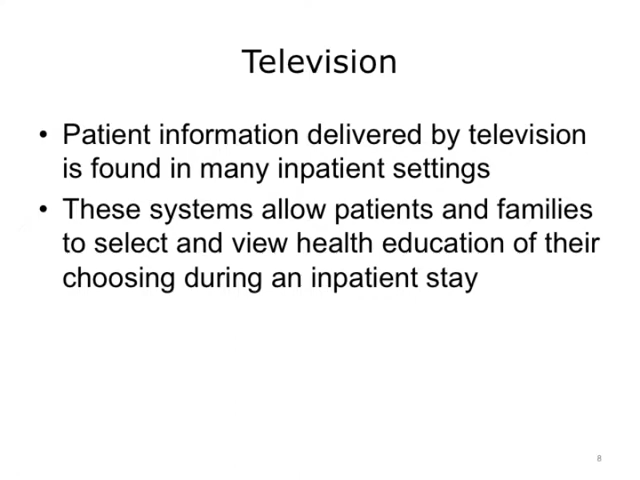 Television
• Patient information delivered by television
is found in many inpatient settings
• These systems allow patients and families
to select and view health education of their
choosing during an inpatient stay
8